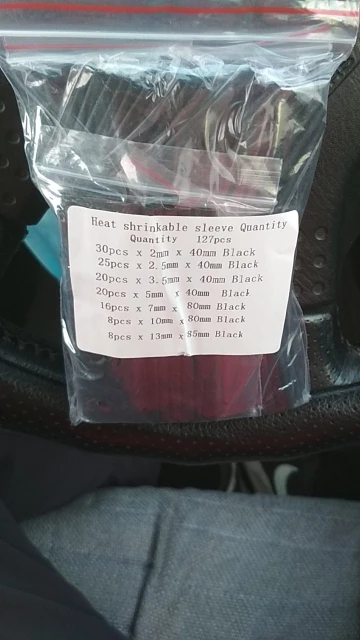 Heat shrinkable sleeve Quantity
Quantity 127pcs
30pcs x 2mm x 40mm Black
25pcs x 2.5mm x 40mm Black
20pcs x 3.5mm x 40mm Black
20pcs x 5mm x 40mm Black
16pcs x 7mm x 80mm Black
8pcs x 10mm x 80mm Black
8pcs x 13mm x 85mm Black